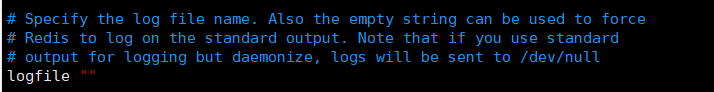 # Specify the log file name. Also the empty string can be used to force
# Redis to log on the standard output. Note that if you use standard
# output for logging but daemonize, logs will be sent to /dev/null
logfile ""